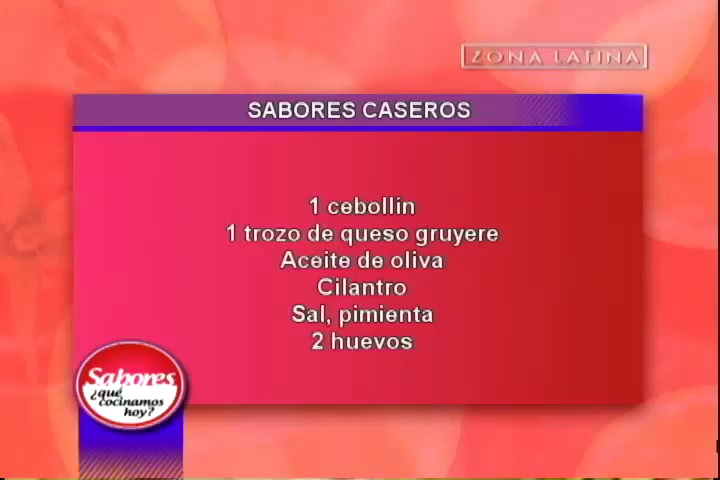 ZONA LATINA
SABORES CASEROS
1 cebollín
1 trozo de queso gruyere
Aceite de oliva
Cilantro
Sal, pimienta
2 huevos
Sabores
¿qué
cocinamos
hoy?